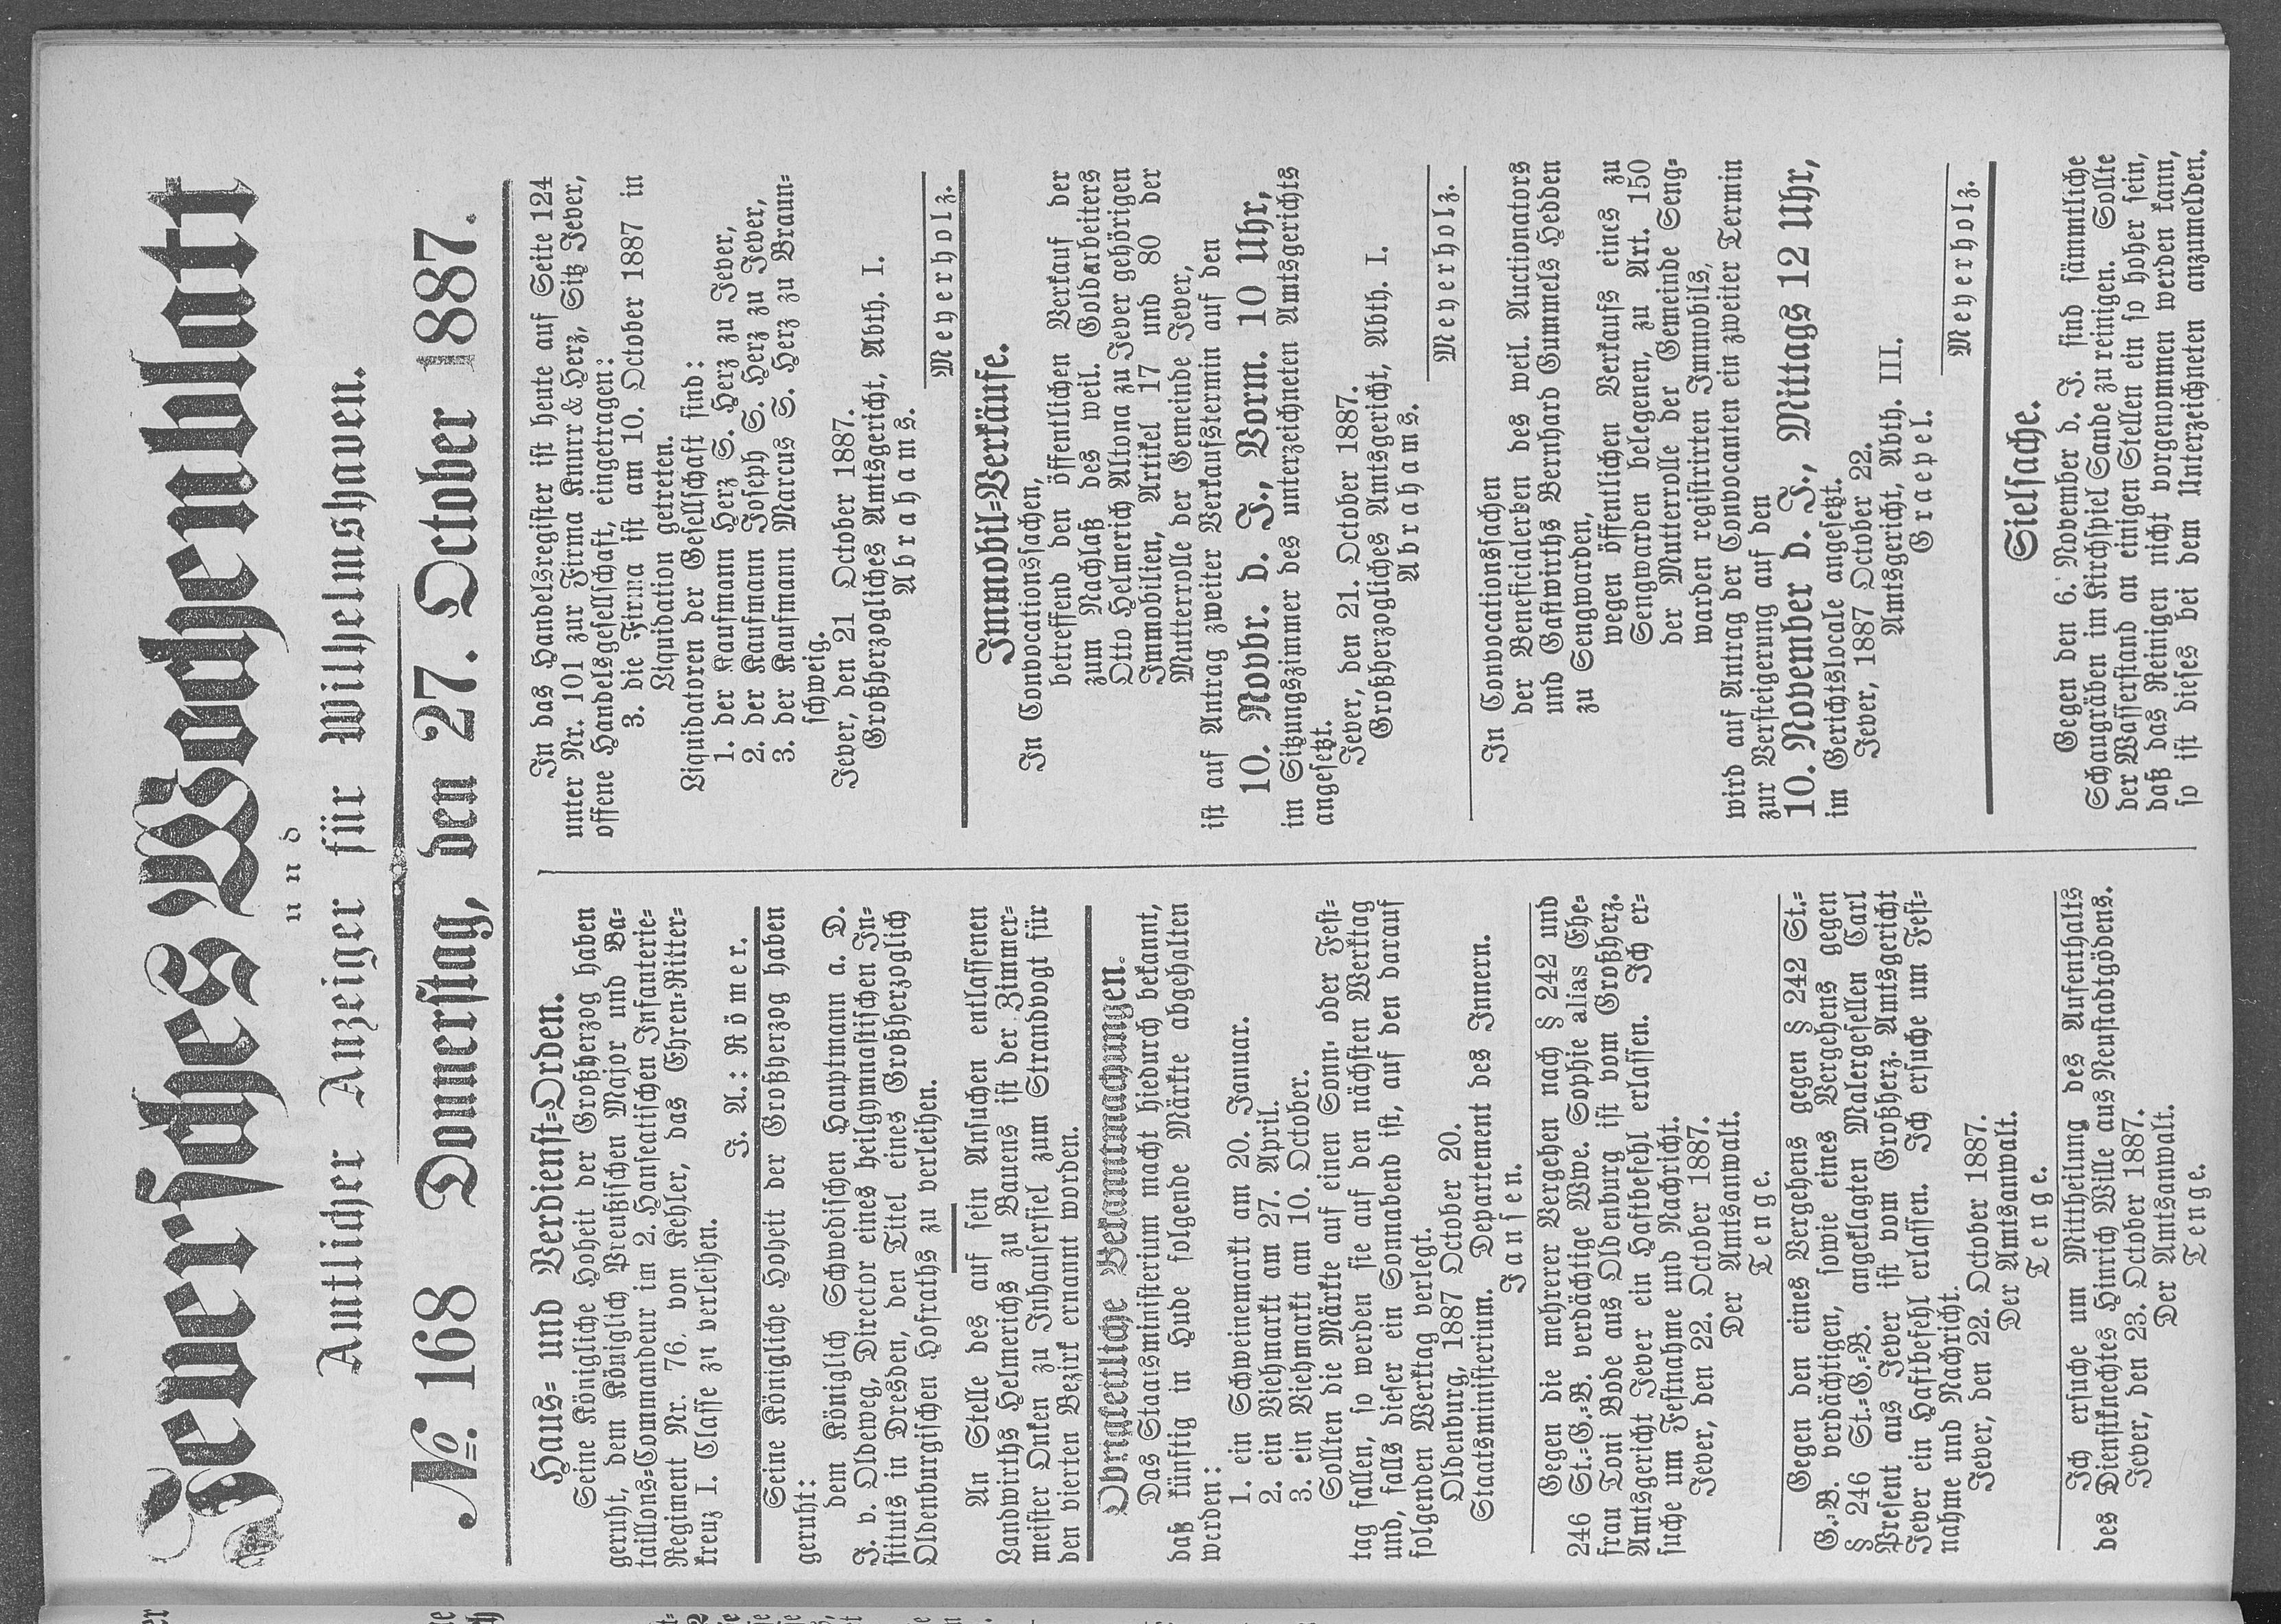 Jeversches Wochenblatt
und
Amtlicher Anzeiger für Wilhelmshaven.
№ 168 Donnerstag, den 27. October 1887.
Haus- und Verdienst-Orden.
Seine Königliche Hoheit der Großherzog haben
geruht, dem Königlich Preußischen Major und Ba-
taillons-Commandeur im 2. Hanseatischen Infanterie-
Regiment Nr. 76. von Kehler, das Ehren-Ritter-
kreuz I. Classe zu verleihen.
J. A.: Römer.
Seine Königliche Hoheit der Großherzog haben
geruht:
dem Königlich Schwedischen Hauptmann a. D.
J. v. Oldeweg, Director eines heilgymnastischen In-
stituts in Dresden, den Titel eines Großherzoglich
Oldenburgischen Hofraths zu verleihen.
An Stelle des auf sein Ansuchen entlassenen
Landwirths Helmerichs zu Bauens ist der Zimmer-
meister Onken zu Inhausersiel zum Strandvogt für
den vierten Bezirk ernannt worden.
Obrigkeitliche Bekanntmachungen.
Das Staatsministerium macht hiedurch bekannt,
daß künftig in Hude folgende Märkte abgehalten
werden:
1. ein Schweinemarkt am 20. Januar.
2. ein Viehmarkt am 27. April.
3. ein Viehmarkt am 10. October.
Sollten die Märkte auf einen Sonn- oder Fest-
tag fallen, so werden sie auf den nächsten Werktag
und, falls dieser ein Sonnabend ist, auf den darauf
folgenden Werktag verlegt.
Oldenburg, 1887 October 20.
Staatsministerium. Departement des Innern.
Jansen.
Gegen die mehrerer Vergehen nach § 242 und
246 St.-G.-B. verdächtige Wwe. Sophie alias Ehe-
frau Toni Bode aus Oldenburg ist vom Großherz.
Amtsgericht Jever ein Haftbefehl erlassen. Ich er-
suche um Festnahme und Nachricht.
Jever, den 22. October 1887.
Der Amtsanwalt.
Tenge.
Gegen den eines Vergehens gegen § 242 St.-
G.-B. verdächtigen, sowie eines Vergehens gegen
§ 246 St.-G.-B. angeklagten Malergesellen Carl
Present aus Jever ist vom Großherz. Amtsgericht
Jever ein Haftbefehl erlassen. Ich ersuche um Fest-
nahme und Nachricht.
Jever, den 22. October 1887.
Der Amtsanwalt.
Tenge.
Ich ersuche um Mittheilung des Aufenthalts
des Dienstknechtes Hinrich Wille aus Neustadtgödens.
Jever, den 23. October 1887.
Der Amtsanwalt.
Tenge.
In das Handelsregister ist heute auf Seite 124
unter Nr. 101 zur Firma Knurr & Herz, Sitz Jever,
offene Handelsgesellschaft, eingetragen:
3. die Firma ist am 10. October 1887 in
Liquidation getreten.
Liquidatoren der Gesellschaft sind:
1. der Kaufmann Herz S. Herz zu Jever,
2. der Kaufmann Joseph S. Herz zu Jever,
3. der Kaufmann Marcus S. Herz zu Braun-
schweig.
Jever, den 21 October 1887.
Großherzogliches Amtsgericht, Abth. I.
Abrahams.
Meyerholz.
Immobil-Verkäufe.
In Convocationssachen,
betreffend den öffentlichen Verkauf der
zum Nachlaß des weil. Goldarbeiters
Otto Helmerich Altona zu Jever gehörigen
Immobilien, Artikel 17 und 80 der
Mutterrolle der Gemeinde Jever,
ist auf Antrag zweiter Verkaufstermin auf den
10. Novbr. d. J., Vorm. 10 Uhr,
im Sitzungszimmer des unterzeichneten Amtsgerichts
angesetzt.
Jever, den 21. October 1887.
Großherzogliches Amtsgericht, Abth. I.
Abrahams.
Meyerholz.
In Convocationssachen
der Beneficialerben des weil. Auctionators
und Gastwirths Bernhard Gummels Hedden
zu Sengwarden,
wegen öffentlichen Verkaufs eines zu
Sengwarden belegenen, zu Art. 150
der Mutterrolle der Gemeinde Seng-
warden registrirten Immobils,
wird auf Antrag der Convocanten ein zweiter Termin
zur Versteigerung auf den
10. November d. J., Mittags 12 Uhr,
im Gerichtslocale angesetzt.
Jever, 1887 October 22.
Amtsgericht, Abth. III.
Graepel.
Meyerholz.
Sielsache.
Gegen den 6. November d. J. sind sämmtliche
Schaugräben im Kirchspiel Sande zu reinigen. Sollte
der Wasserstand an einigen Stellen ein so hoher sein,
daß das Reinigen nicht vorgenommen werden kann,
so ist dieses bei dem Unterzeichneten anzumelden.